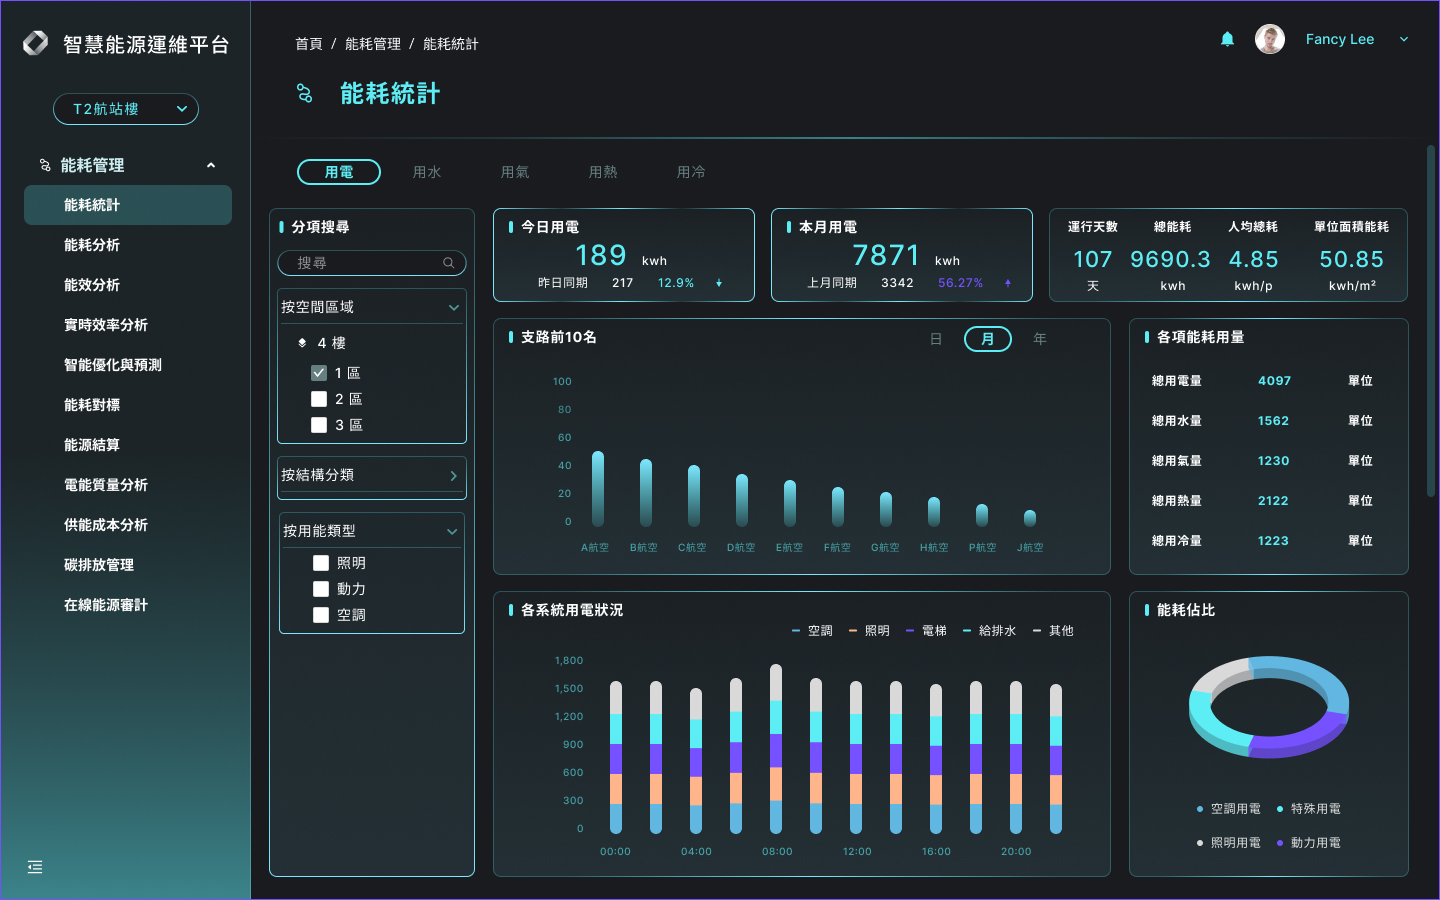 智慧能源運維平台
T2航站樓
能耗管理
能耗統計
能耗分析
能效分析
實時效率分析
智能優化與預測
能耗對標
能源結算
電能質量分析
供能成本分析
碳排放管理
在線能源審計
首頁 / 能耗管理 / 能耗統計
Fancy Lee
能耗統計
用電 用水 用氣 用熱 用冷
分項搜尋
搜尋
按空間區域
4 樓
1 區
2 區
3 區
按結構分類
按用能類型
照明
動力
空調
今日用電
189 kwh
昨日同期 217 12.9%
本月用電
7871 kwh
上月同期 3342 56.27%
運行天數 總能耗 人均總耗 單位面積能耗
107 9690.3 4.85 50.85
天 kwh kwh/p kwh/m²
支路前10名
日 月 年
100
80
60
40
20
0
A航空 B航空 C航空 D航空 E航空 F航空 G航空 H航空 P航空 J航空
各項能耗用量
總用電量 4097 單位
總用水量 1562 單位
總用氣量 1230 單位
總用熱量 2122 單位
總用冷量 1223 單位
各系統用電狀況
空調 照明 電梯 給排水 其他
1,800
1,500
1,200
900
600
300
0
00:00 04:00 08:00 12:00 16:00 20:00
能耗佔比
空調用電 特殊用電
照明用電 動力用電